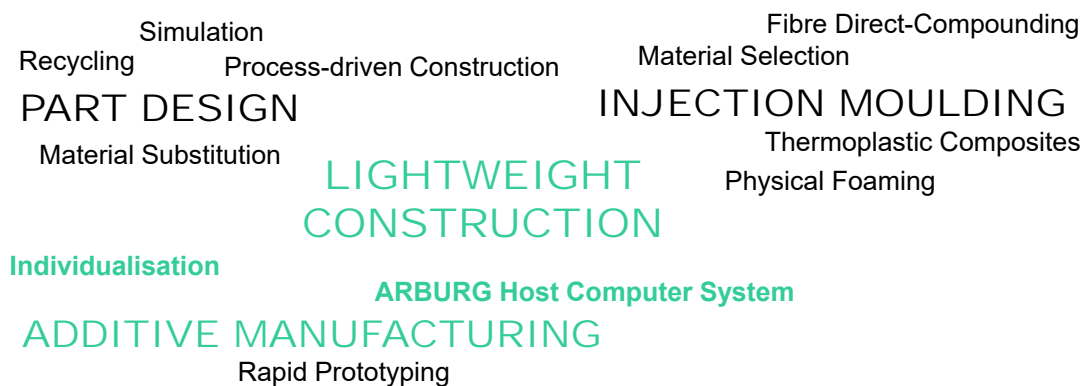 Simulation
Fibre Direct-Compounding
Recycling
Process-driven Construction
Material Selection
PART DESIGN
INJECTION MOULDING
Material Substitution
Thermoplastic Composites
LIGHTWEIGHT
CONSTRUCTION
Physical Foaming
Individualisation
ARBURG Host Computer System
ADDITIVE MANUFACTURING
Rapid Prototyping